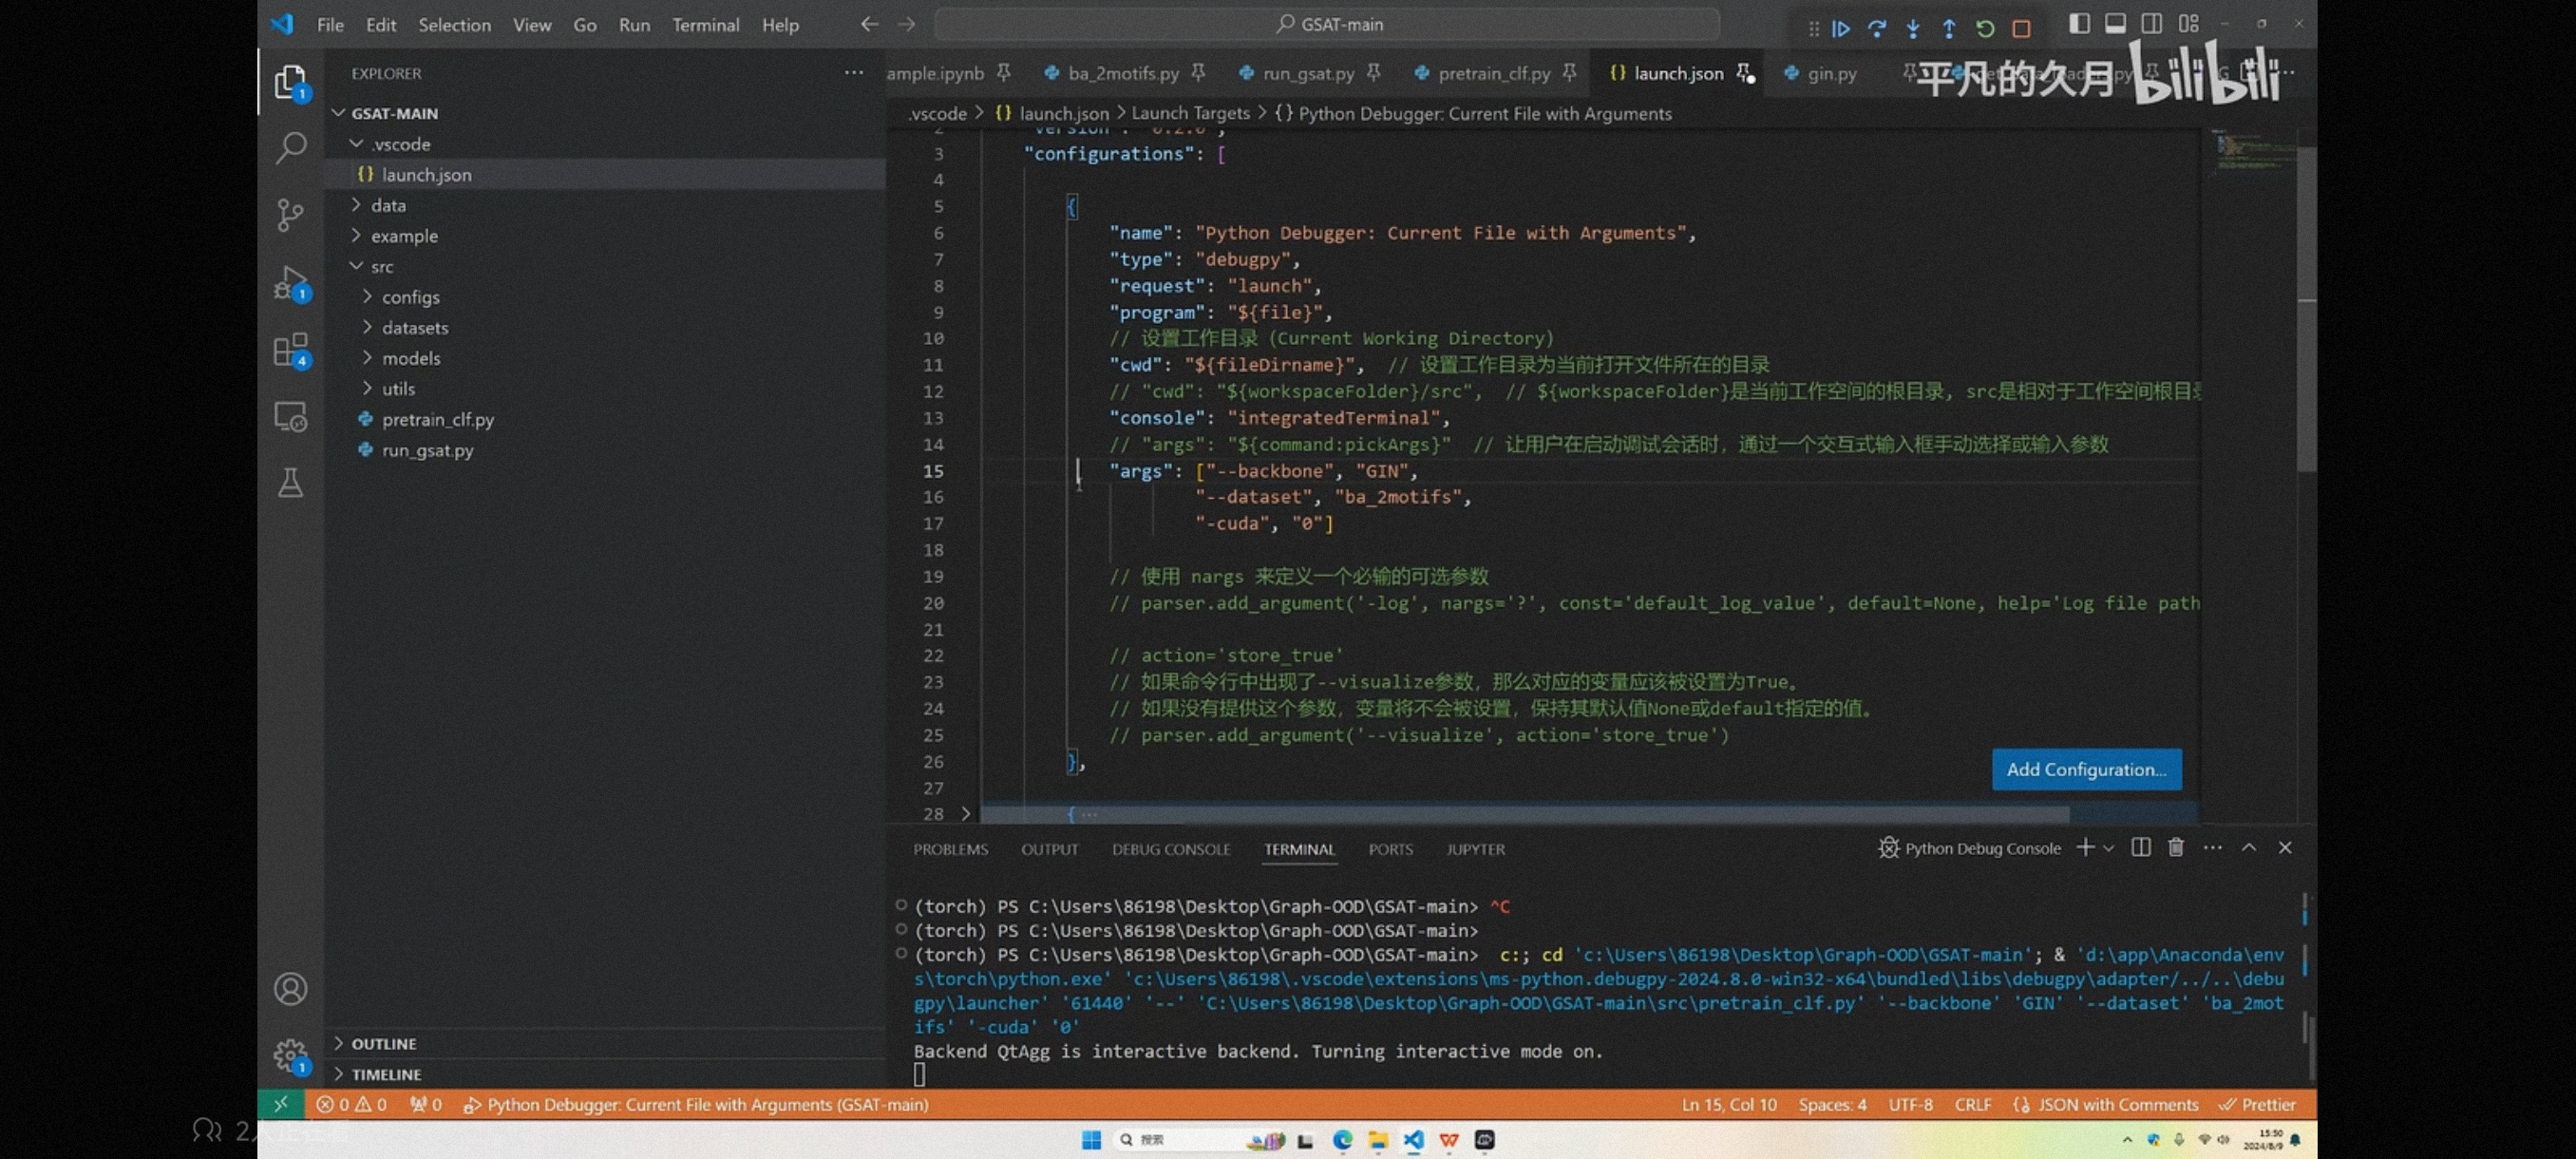 File Edit Selection View Go Run Terminal Help
GSAT-main
EXPLORER
ample.ipynb ba_2motifs.py run_gsat.py pretrain_clf.py launch.json gin.py
平凡的久月 bilibili
.vscode > {} launch.json > Launch Targets > {} Python Debugger: Current File with Arguments
GSAT-MAIN
.vscode
{} launch.json
data
example
src
configs
datasets
models
utils
pretrain_clf.py
run_gsat.py
OUTLINE
TIMELINE
2 "version": "0.2.0",
3 "configurations": [
4
5 {
6 "name": "Python Debugger: Current File with Arguments",
7 "type": "debugpy",
8 "request": "launch",
9 "program": "${file}",
10 // 设置工作目录 (Current Working Directory)
11 "cwd": "${fileDirname}", // 设置工作目录为当前打开文件所在的目录
12 // "cwd": "${workspaceFolder}/src", // ${workspaceFolder}是当前工作空间的根目录, src是相对于工作空间根目录
13 "console": "integratedTerminal",
14 // "args": "${command:pickArgs}" // 让用户在启动调试会话时，通过一个交互式输入框手动选择或输入参数
15 "args": ["--backbone", "GIN",
16 "--dataset", "ba_2motifs",
17 "-cuda", "0"]
18
19 // 使用 nargs 来定义一个必输的可选参数
20 // parser.add_argument('-log', nargs='?', const='default_log_value', default=None, help='Log file path
21
22 // action='store_true'
23 // 如果命令行中出现了--visualize参数，那么对应的变量应该被设置为True。
24 // 如果没有提供这个参数，变量将不会被设置，保持其默认值None或default指定的值。
25 // parser.add_argument('--visualize', action='store_true')
26 },
27
28 { ...
Add Configuration...
PROBLEMS OUTPUT DEBUG CONSOLE TERMINAL PORTS JUPYTER
Python Debug Console
(torch) PS C:\Users\86198\Desktop\Graph-OOD\GSAT-main> ^C
(torch) PS C:\Users\86198\Desktop\Graph-OOD\GSAT-main>
(torch) PS C:\Users\86198\Desktop\Graph-OOD\GSAT-main> c:; cd 'c:\Users\86198\Desktop\Graph-OOD\GSAT-main'; & 'd:\app\Anaconda\env
s\torch\python.exe' 'c:\Users\86198\.vscode\extensions\ms-python.debugpy-2024.8.0-win32-x64\bundled\libs\debugpy\adapter/../..\debu
gpy\launcher' '61440' '--' 'C:\Users\86198\Desktop\Graph-OOD\GSAT-main\src\pretrain_clf.py' '--backbone' 'GIN' '--dataset' 'ba_2mot
ifs' '-cuda' '0'
Backend QtAgg is interactive backend. Turning interactive mode on.
0 0 0 Python Debugger: Current File with Arguments (GSAT-main)
Ln 15, Col 10 Spaces: 4 UTF-8 CRLF JSON with Comments Prettier
搜索
15:50
2024/8/9